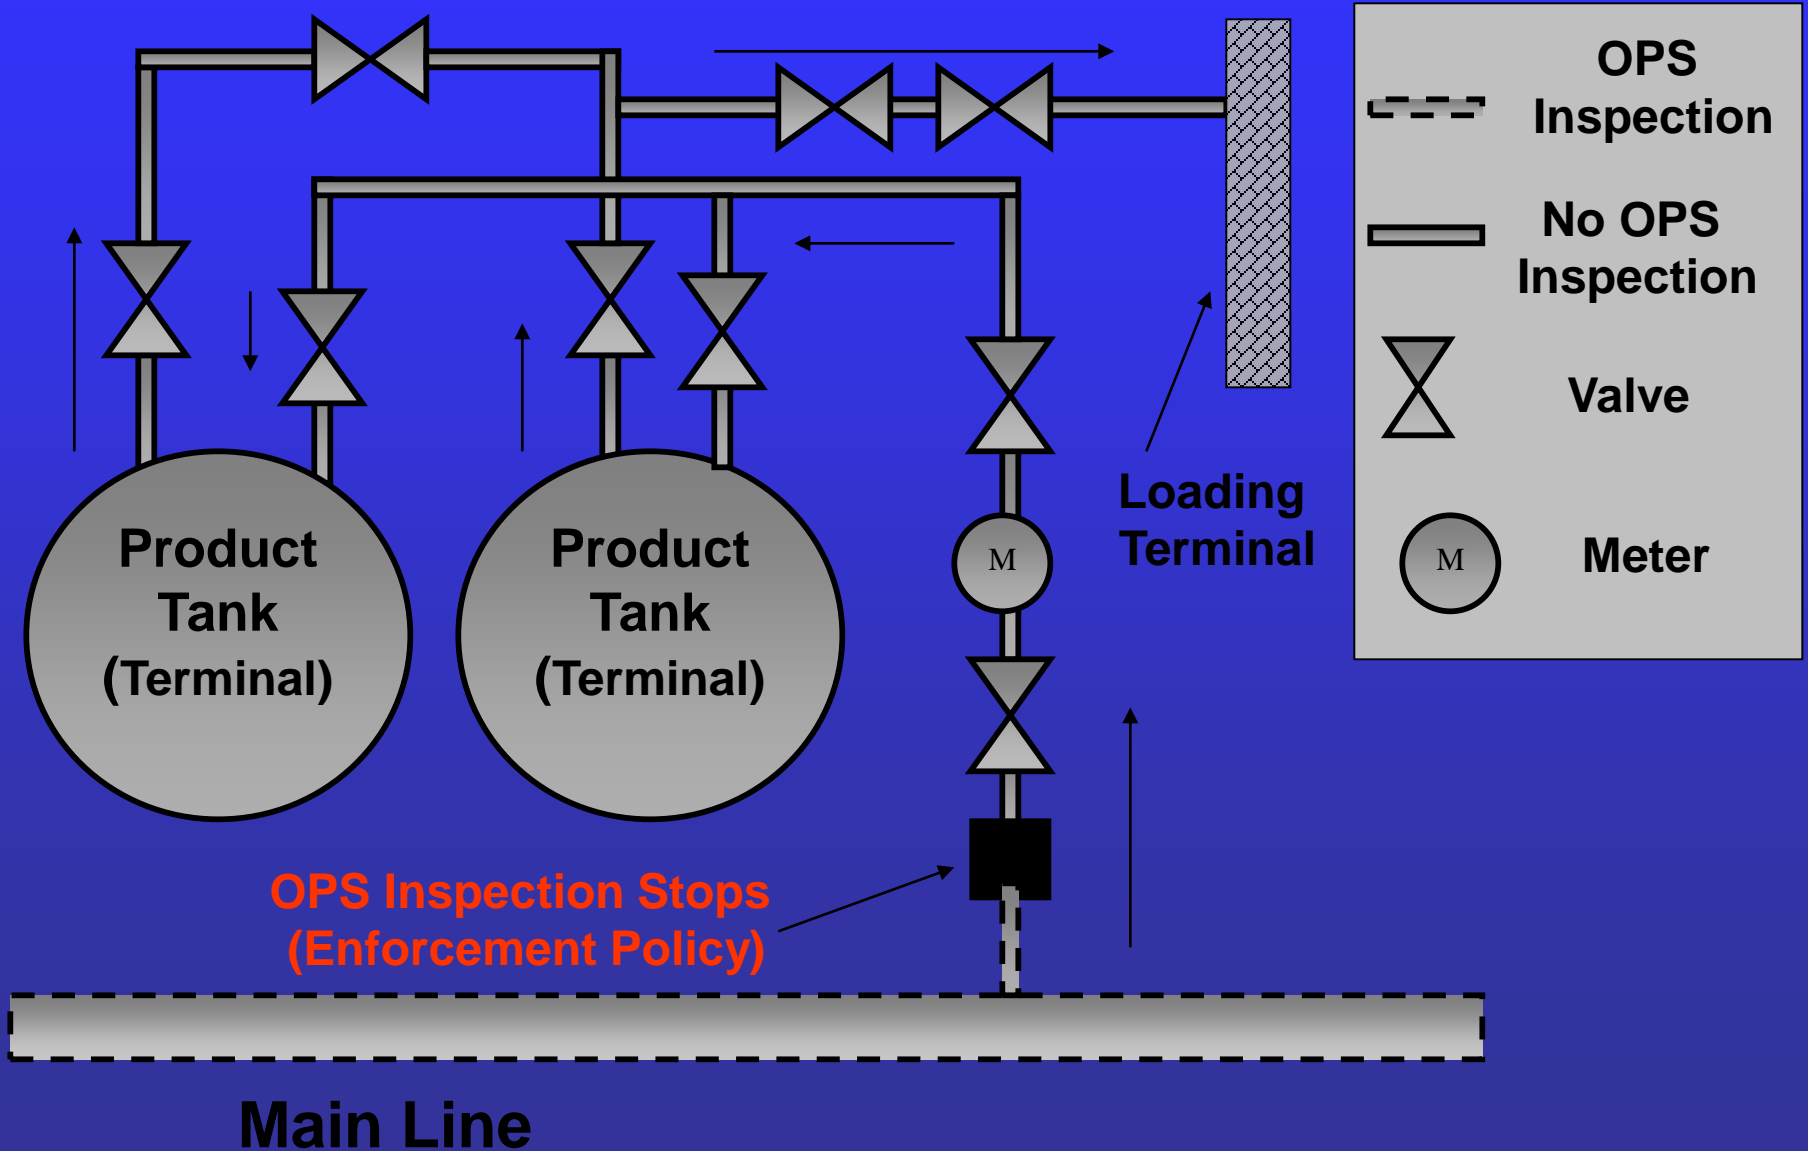 OPS
Inspection
No OPS
Inspection
Valve
M
Meter
Loading
Terminal
M
Product
Tank
(Terminal)
Product
Tank
(Terminal)
OPS Inspection Stops
(Enforcement Policy)
Main Line